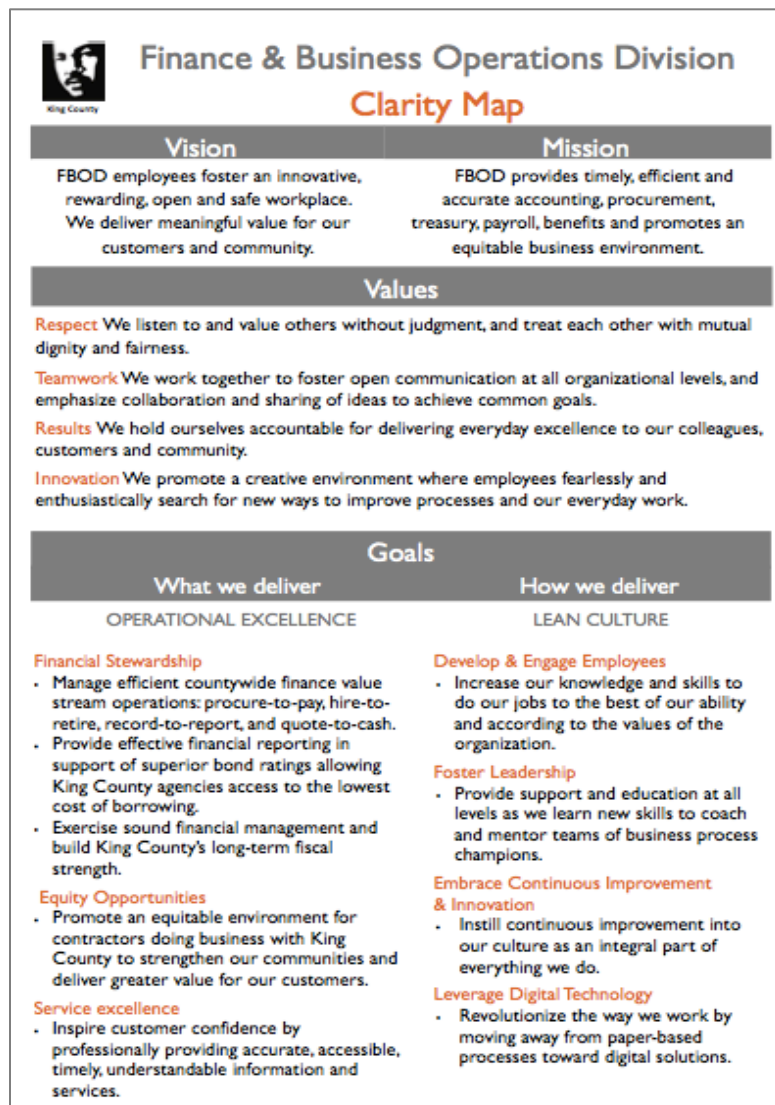 Finance & Business Operations Division
King County
Clarity Map
Vision
FBOD employees foster an innovative,
rewarding, open and safe workplace.
We deliver meaningful value for our
customers and community.
Mission
FBOD provides timely, efficient and
accurate accounting, procurement,
treasury, payroll, benefits and promotes an
equitable business environment.
Values
Respect We listen to and value others without judgment, and treat each other with mutual
dignity and fairness.
Teamwork We work together to foster open communication at all organizational levels, and
emphasize collaboration and sharing of ideas to achieve common goals.
Results We hold ourselves accountable for delivering everyday excellence to our colleagues,
customers and community.
Innovation We promote a creative environment where employees fearlessly and
enthusiastically search for new ways to improve processes and our everyday work.
Goals
What we deliver
OPERATIONAL EXCELLENCE
Financial Stewardship
• Manage efficient countywide finance value
stream operations: procure-to-pay, hire-to-
retire, record-to-report, and quote-to-cash.
• Provide effective financial reporting in
support of superior bond ratings allowing
King County agencies access to the lowest
cost of borrowing.
• Exercise sound financial management and
build King County's long-term fiscal
strength.
Equity Opportunities
• Promote an equitable environment for
contractors doing business with King
County to strengthen our communities and
deliver greater value for our customers.
Service excellence
• Inspire customer confidence by
professionally providing accurate, accessible,
timely, understandable information and
services.
How we deliver
LEAN CULTURE
Develop & Engage Employees
• Increase our knowledge and skills to
do our jobs to the best of our ability
and according to the values of the
organization.
Foster Leadership
• Provide support and education at all
levels as we learn new skills to coach
and mentor teams of business process
champions.
Embrace Continuous Improvement
& Innovation
• Instill continuous improvement into
our culture as an integral part of
everything we do.
Leverage Digital Technology
• Revolutionize the way we work by
moving away from paper-based
processes toward digital solutions.